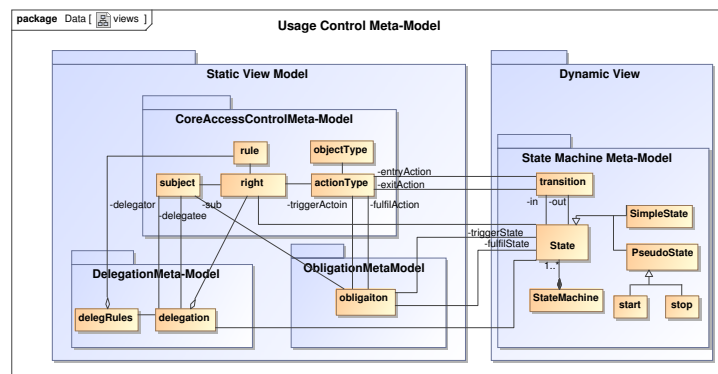 package Data [ views ]
Usage Control Meta-Model
Static View Model
Dynamic View
CoreAccessControlMeta-Model
rule
objectType
State Machine Meta-Model
-entryAction
subject
right
actionType
-exitAction
transition
-delegator
-sub
-triggerActoin
-fulfilAction
-in
-out
-delegatee
SimpleState
-triggerState
-fulfilState
State
PseudoState
DelegationMeta-Model
ObligationMetaModel
1..*
obligaiton
StateMachine
start
stop
delegRules
delegation